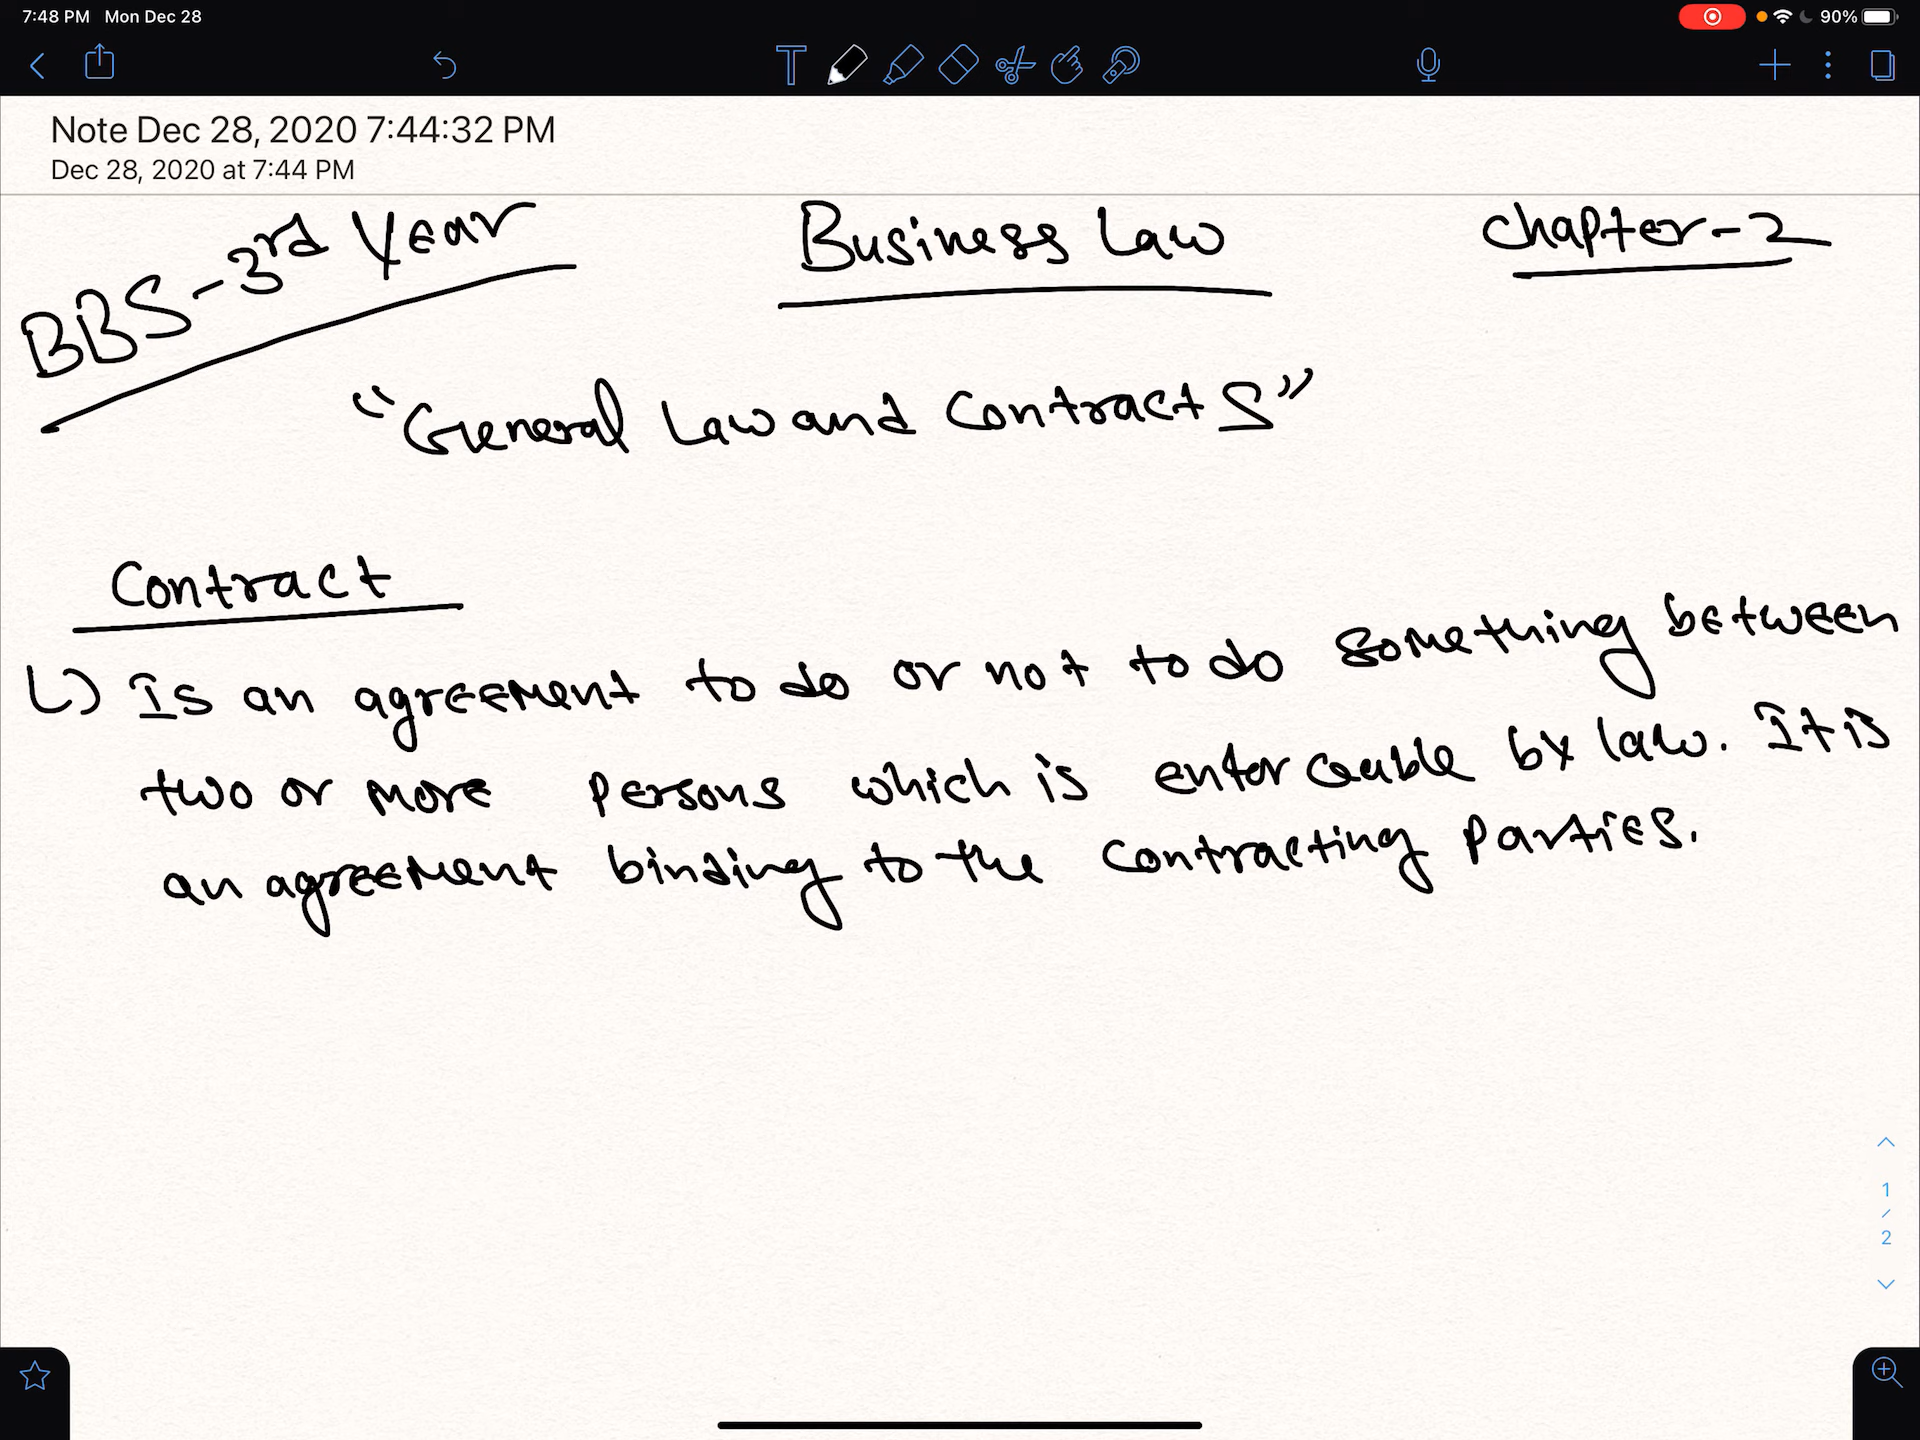 7:48 PM Mon Dec 28
90%
Note Dec 28, 2020 7:44:32 PM
Dec 28, 2020 at 7:44 PM
BBS-3rd Year
Business Law
chapter-2
"General Law and Contracts"
Contract
Is an agreement to do or not to do something between
two or more persons which is enforceable by law. It is
an agreement binding to the contracting parties.
1
/
2